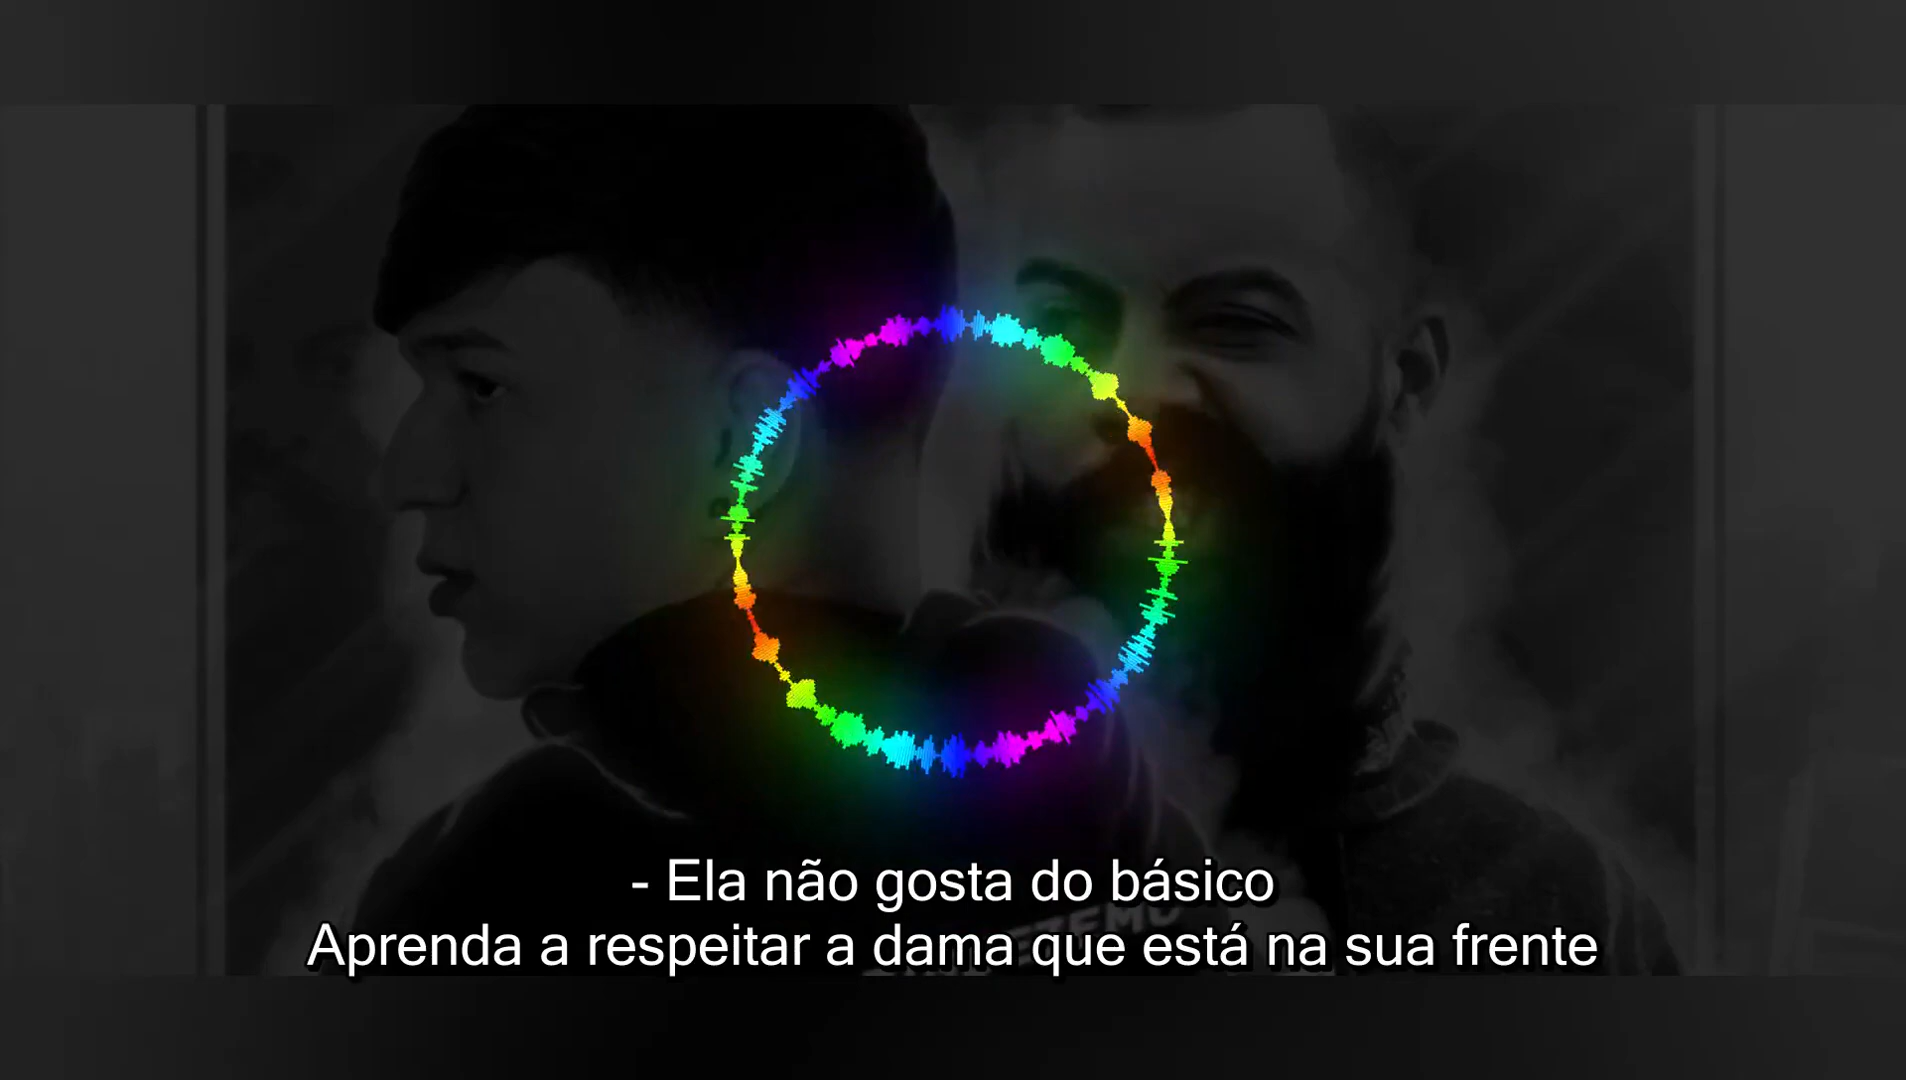 - Ela não gosta do básico
Aprenda a respeitar a dama que está na sua frente